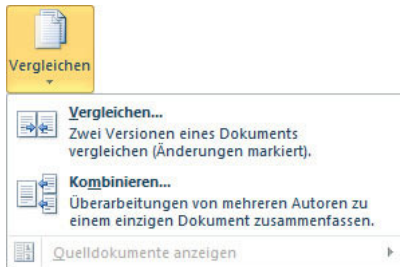 Vergleichen
Vergleichen...
Zwei Versionen eines Dokuments
vergleichen (Änderungen markiert).
Kombinieren...
Überarbeitungen von mehreren Autoren zu
einem einzigen Dokument zusammenfassen.
Quelldokumente anzeigen